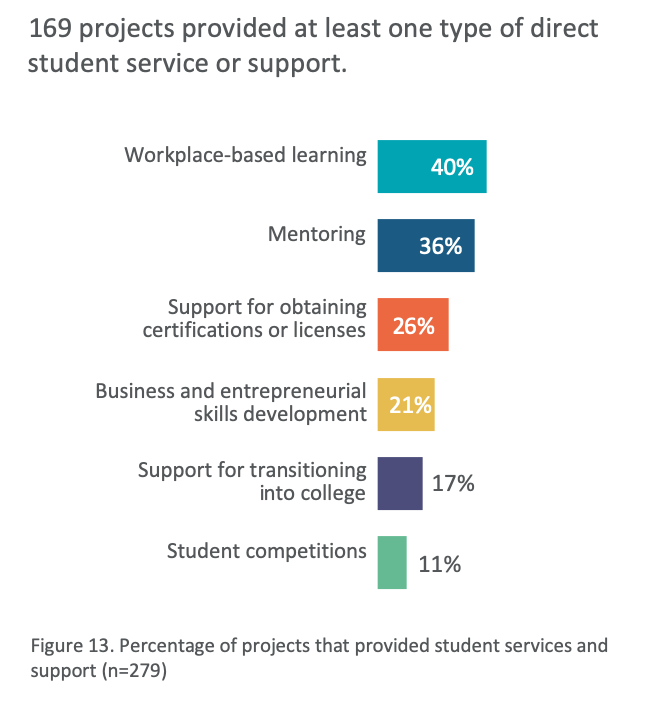 169 projects provided at least one type of direct
student service or support.
Workplace-based learning
40%
Mentoring
36%
Support for obtaining
certifications or licenses
26%
Business and entrepreneurial
skills development
21%
Support for transitioning
into college
17%
Student competitions
11%
Figure 13. Percentage of projects that provided student services and
support (n=279)